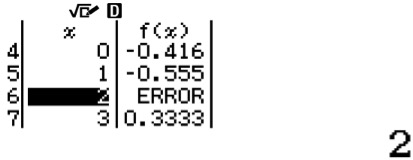 √α D
x f(x)
4 0 -0.416
5 1 -0.555
6 2 ERROR
7 3 0.3333
2